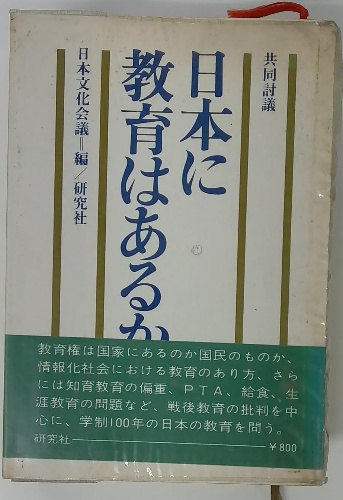 共同討議
日本に
教育はあるか
日本文化会議=編/研究社
教育権は国家にあるのか国民のものか、
情報化社会における教育のあり方、さら
には知育教育の偏重、PTA、給食、生
涯教育の問題など、戦後教育の批判を中
心に、学制100年の日本の教育を問う。
研究社 ¥800